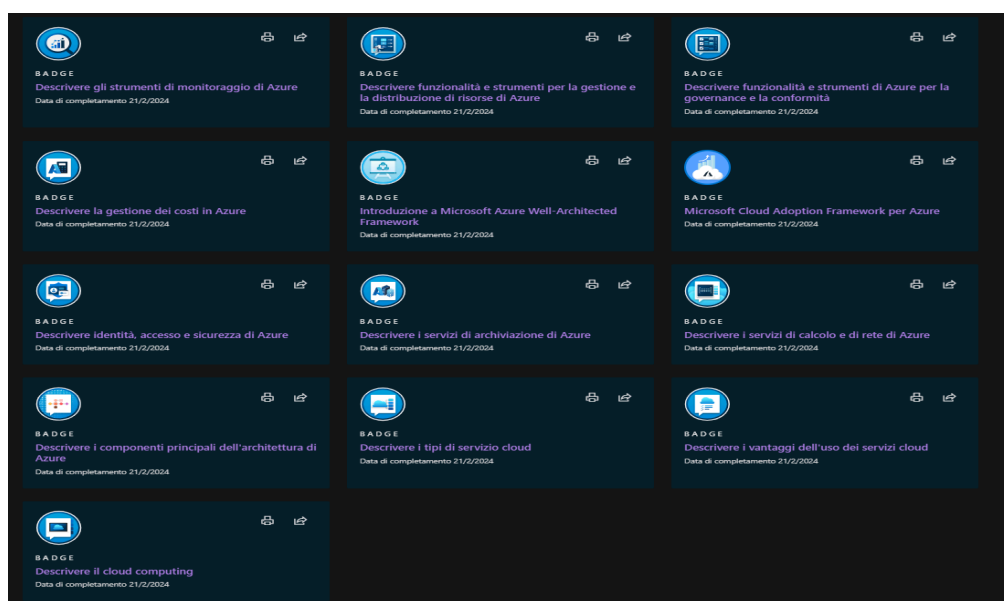 BADGE
Descrivere gli strumenti di monitoraggio di Azure
Data di completamento 21/2/2024
BADGE
Descrivere funzionalità e strumenti per la gestione e
la distribuzione di risorse di Azure
Data di completamento 21/2/2024
BADGE
Descrivere funzionalità e strumenti di Azure per la
governance e la conformità
Data di completamento 21/2/2024
BADGE
Descrivere la gestione dei costi in Azure
Data di completamento 21/2/2024
BADGE
Introduzione a Microsoft Azure Well-Architected
Framework
Data di completamento 21/2/2024
BADGE
Microsoft Cloud Adoption Framework per Azure
Data di completamento 21/2/2024
BADGE
Descrivere identità, accesso e sicurezza di Azure
Data di completamento 21/2/2024
BADGE
Descrivere i servizi di archiviazione di Azure
Data di completamento 21/2/2024
BADGE
Descrivere i servizi di calcolo e di rete di Azure
Data di completamento 21/2/2024
BADGE
Descrivere i componenti principali dell'architettura di
Azure
Data di completamento 21/2/2024
BADGE
Descrivere i tipi di servizio cloud
Data di completamento 21/2/2024
BADGE
Descrivere i vantaggi dell'uso dei servizi cloud
Data di completamento 21/2/2024
BADGE
Descrivere il cloud computing
Data di completamento 21/2/2024